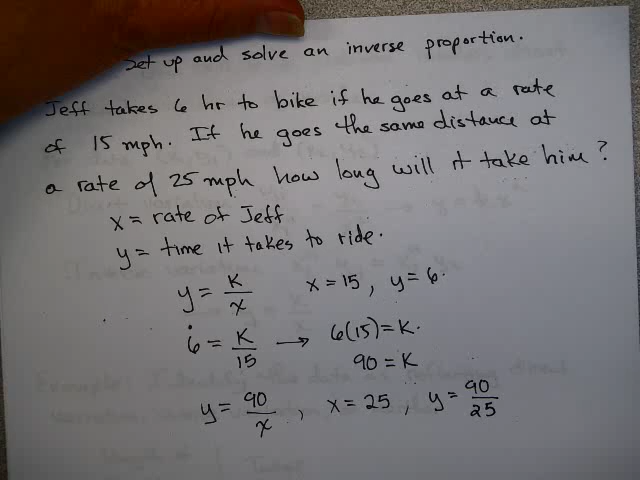 Set up and solve an inverse proportion.
Jeff takes 6 hr to bike if he goes at a rate
of 15 mph. If he goes the same distance at
a rate of 25 mph how long will it take him?
x = rate of Jeff
y = time it takes to ride.
y = K/x x = 15, y = 6.
6 = K/15 → 6(15) = K.
90 = K
y = 90/x, x = 25, y = 90/25